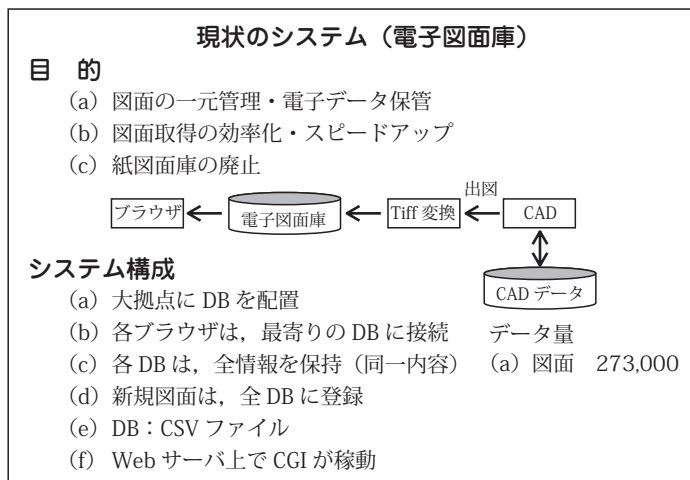 現状のシステム（電子図面庫）
目 的
（a）図面の一元管理・電子データ保管
（b）図面取得の効率化・スピードアップ
（c）紙図面庫の廃止
出図
ブラウザ 電子図面庫 Tiff 変換 CAD
CAD データ
システム構成
（a）大拠点に DB を配置
（b）各ブラウザは，最寄りの DB に接続
（c）各 DB は，全情報を保持（同一内容）
（d）新規図面は，全 DB に登録
（e）DB：CSV ファイル
（f）Web サーバ上で CGI が稼動
データ量
（a）図面 273,000